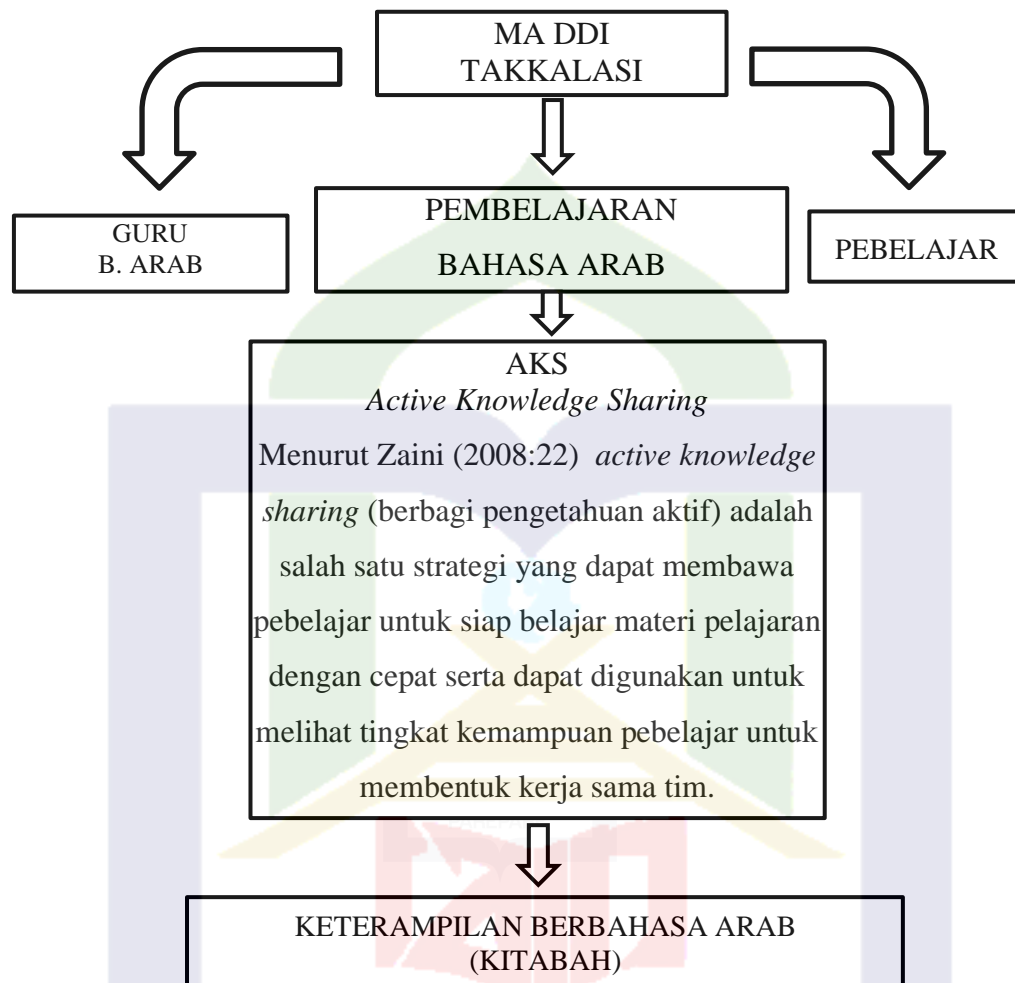 MA DDI
TAKKALASI
GURU
B. ARAB
PEMBELAJARAN
BAHASA ARAB
PEBELAJAR
AKS
Active Knowledge Sharing
Menurut Zaini (2008:22) active knowledge
sharing (berbagi pengetahuan aktif) adalah
salah satu strategi yang dapat membawa
pebelajar untuk siap belajar materi pelajaran
dengan cepat serta dapat digunakan untuk
melihat tingkat kemampuan pebelajar untuk
membentuk kerja sama tim.
KETERAMPILAN BERBAHASA ARAB
(KITABAH)